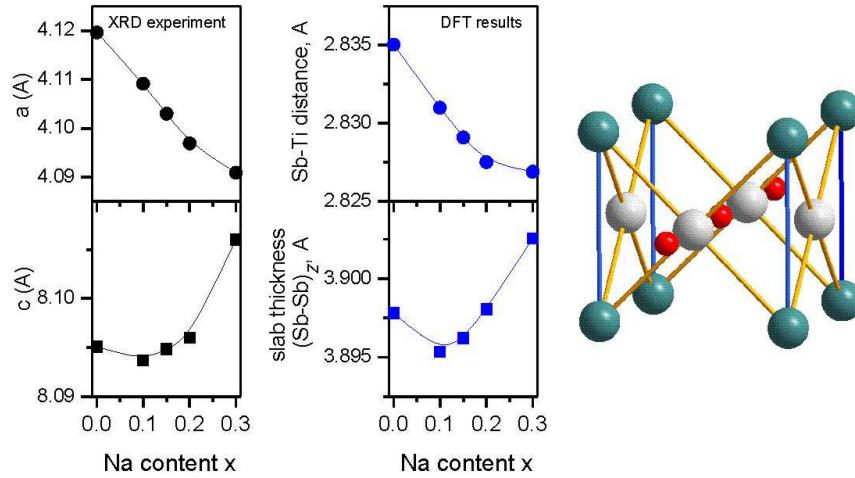 XRD experiment
a (A)
4.12
4.11
4.10
4.09
c (A)
8.10
8.09
0.0 0.1 0.2 0.3
Na content x
DFT results
Sb-Ti distance, A
2.835
2.830
2.825
slab thickness
(Sb-Sb)z, A
3.900
3.895
0.0 0.1 0.2 0.3
Na content x